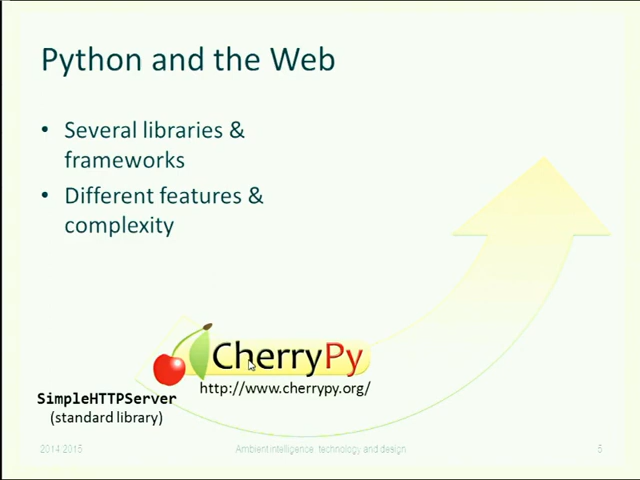 Python and the Web
• Several libraries &
frameworks
• Different features &
complexity
CherryPy
http://www.cherrypy.org/
SimpleHTTPServer
(standard library)
2014:2015
Ambient intelligence: technology and design
5